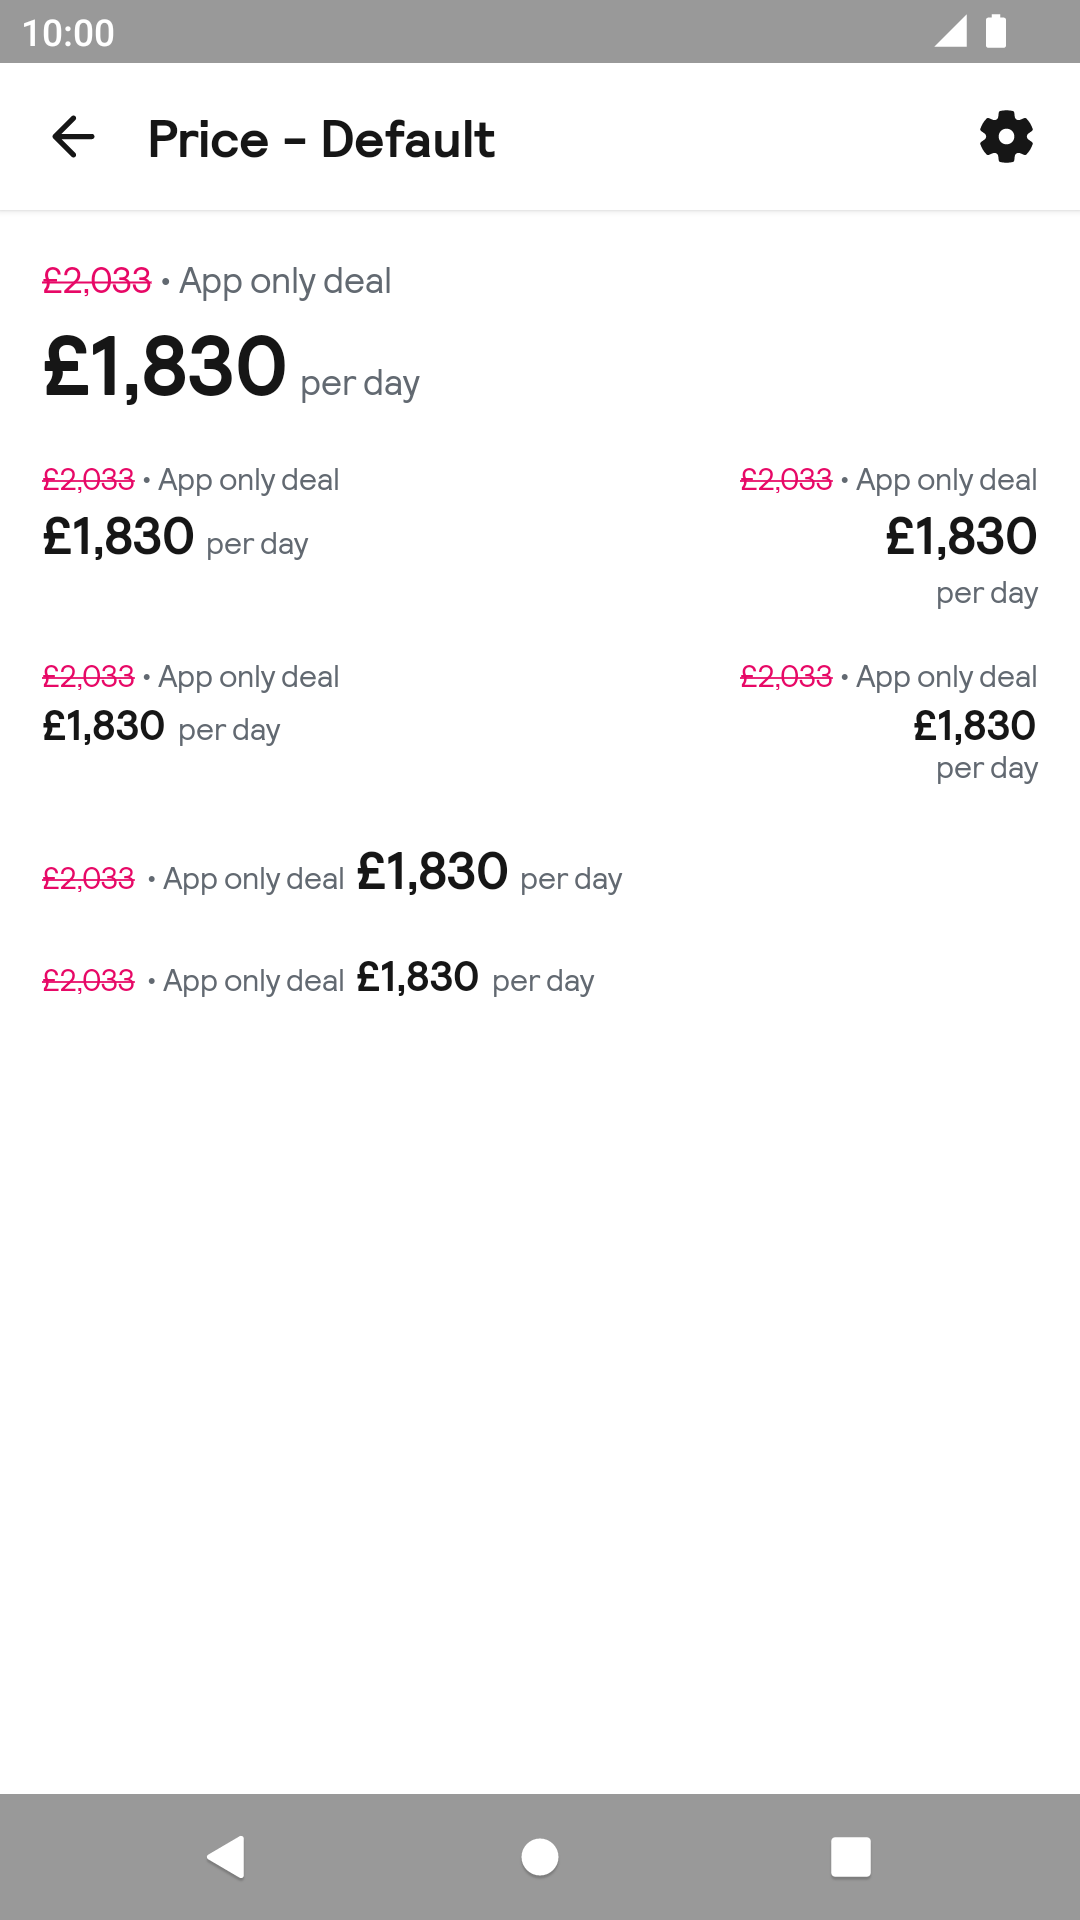 10:00
Price - Default
£2,033 • App only deal
£1,830 per day
£2,033 • App only deal
£1,830 per day
£2,033 • App only deal
£1,830
per day
£2,033 • App only deal
£1,830 per day
£2,033 • App only deal
£1,830
per day
£2,033 • App only deal £1,830 per day
£2,033 • App only deal £1,830 per day